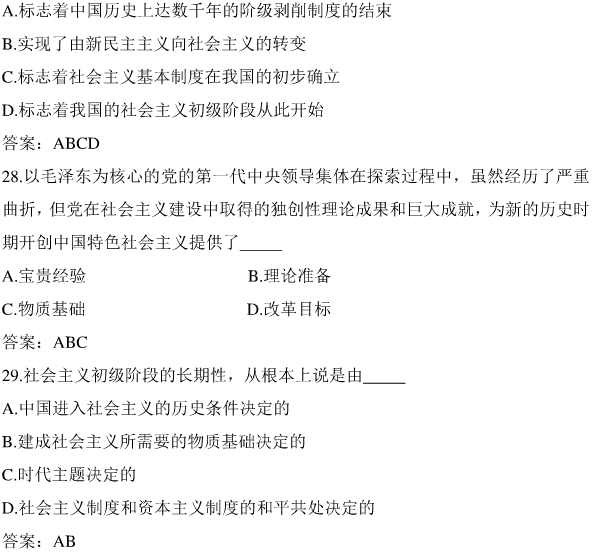 A.标志着中国历史上达数千年的阶级剥削制度的结束
B.实现了由新民主主义向社会主义的转变
C.标志着社会主义基本制度在我国的初步确立
D.标志着我国的社会主义初级阶段从此开始
答案：ABCD
28.以毛泽东为核心的党的第一代中央领导集体在探索过程中，虽然经历了严重
曲折，但党在社会主义建设中取得的独创性理论成果和巨大成就，为新的历史时
期开创中国特色社会主义提供了_____
A.宝贵经验 B.理论准备
C.物质基础 D.改革目标
答案：ABC
29.社会主义初级阶段的长期性，从根本上说是由_____
A.中国进入社会主义的历史条件决定的
B.建成社会主义所需要的物质基础决定的
C.时代主题决定的
D.社会主义制度和资本主义制度的和平共处决定的
答案：AB